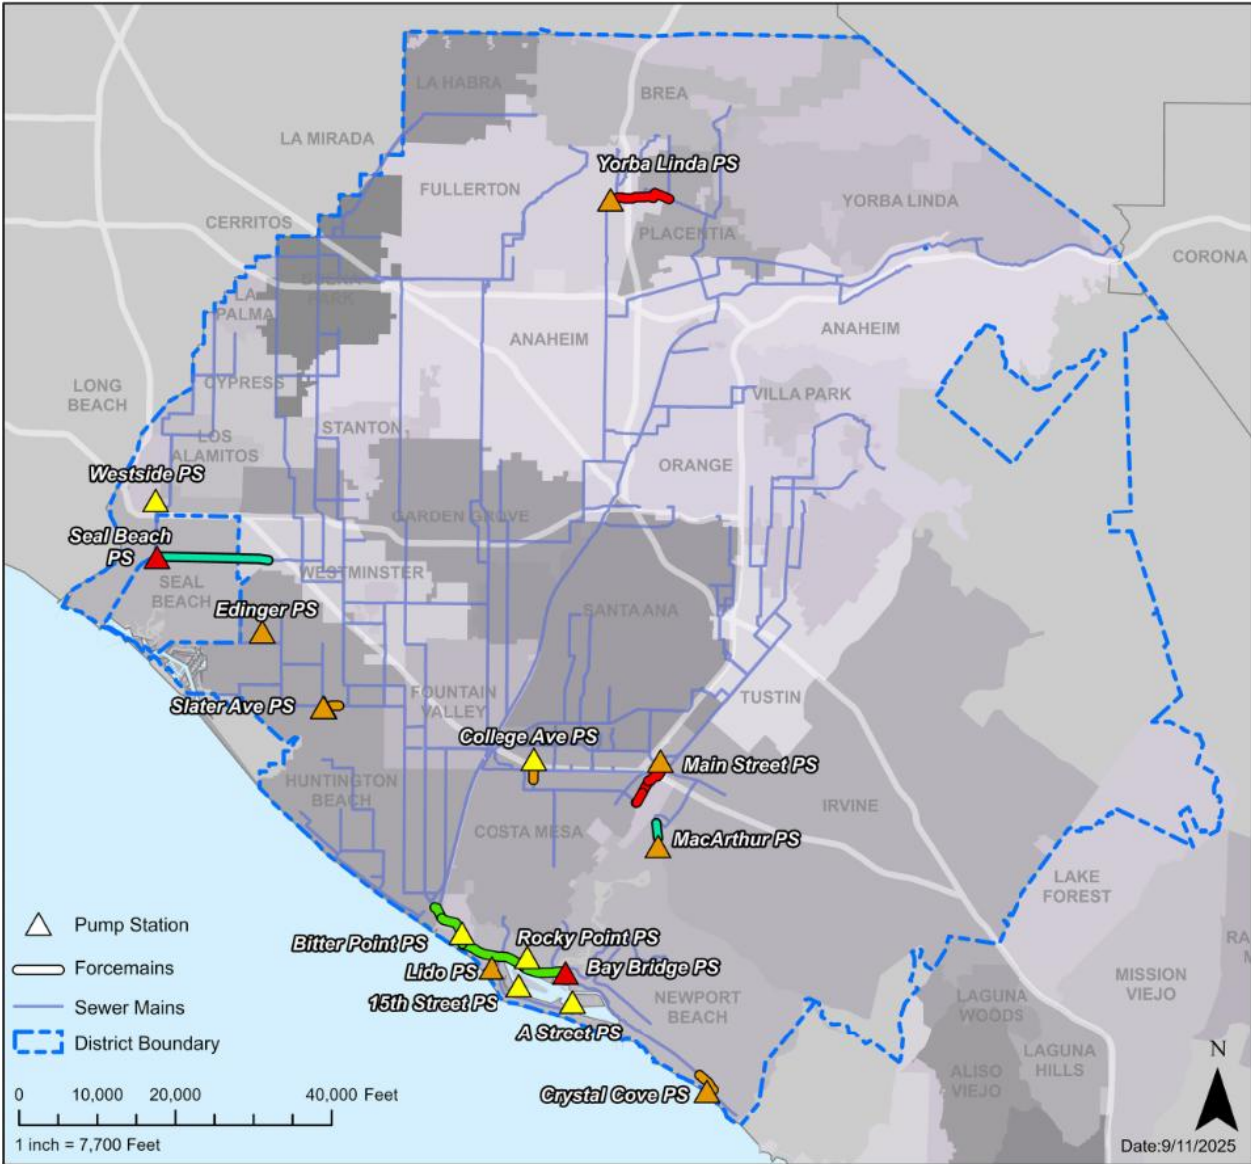 LA HABRA
BREA
LA MIRADA
Yorba Linda PS
FULLERTON
YORBA LINDA
CERRITOS
PLACENTIA
CORONA
BUENA
PARK
LA
PALMA
ANAHEIM
ANAHEIM
LONG
BEACH
CYPRESS
VILLA PARK
STANTON
LOS
ALAMITOS
ORANGE
Westside PS
GARDEN GROVE
Seal Beach
PS
WESTMINSTER
SEAL
BEACH
SANTA ANA
Edinger PS
FOUNTAIN
VALLEY
TUSTIN
Slater Ave PS
College Ave PS
Main Street PS
HUNTINGTON
BEACH
IRVINE
COSTA MESA
MacArthur PS
LAKE
FOREST
Pump Station
Bitter Point PS
Rocky Point PS
RA
M
Forcemains
Lido PS
Bay Bridge PS
MISSION
VIEJO
Sewer Mains
15th Street PS
NEWPORT
BEACH
LAGUNA
WOODS
A Street PS
District Boundary
LAGUNA
HILLS
N
ALISO
VIEJO
Crystal Cove PS
0 10,000 20,000 40,000 Feet
1 inch = 7,700 Feet
Date:9/11/2025